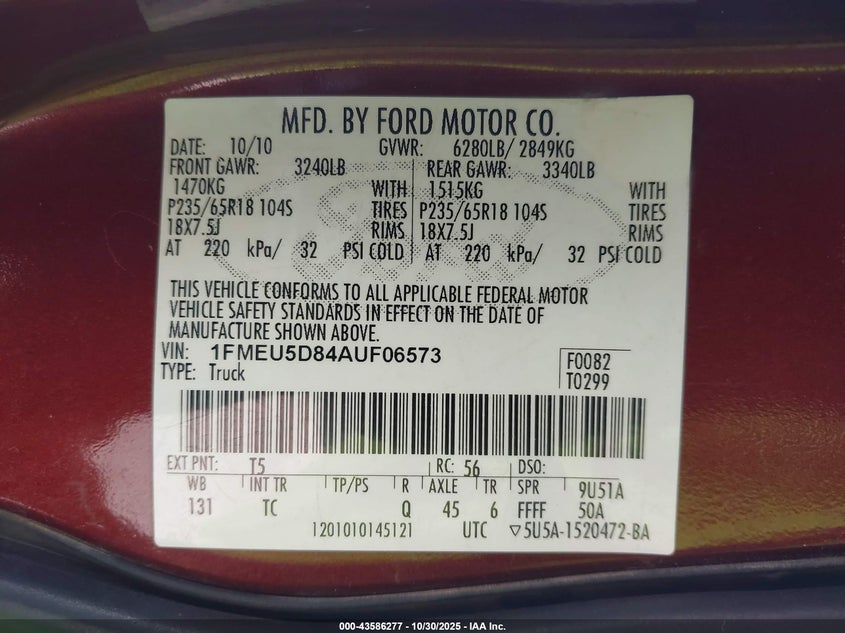 MFD. BY FORD MOTOR CO.
DATE: 10/10 GVWR: 6280LB/ 2849KG
FRONT GAWR: 3240LB REAR GAWR: 3340LB
1470KG WITH 1515KG WITH
P235/65R18 104S TIRES P235/65R18 104S TIRES
18X7.5J RIMS 18X7.5J RIMS
AT 220 kPa/ 32 PSI COLD AT 220 kPa/ 32 PSI COLD
THIS VEHICLE CONFORMS TO ALL APPLICABLE FEDERAL MOTOR
VEHICLE SAFETY STANDARDS IN EFFECT ON THE DATE OF
MANUFACTURE SHOWN ABOVE.
VIN: 1FMEU5D84AUF06573 F0082
TYPE: Truck T0299
EXT PNT: T5 RC: 56 DSO:
WB INT TR TP/PS R AXLE TR SPR 9U51A
131 TC Q 45 6 FFFF 50A
1201010145121 UTC ▽5U5A-1520472-BA
000-43586277 - 10/30/2025 - IAA Inc.